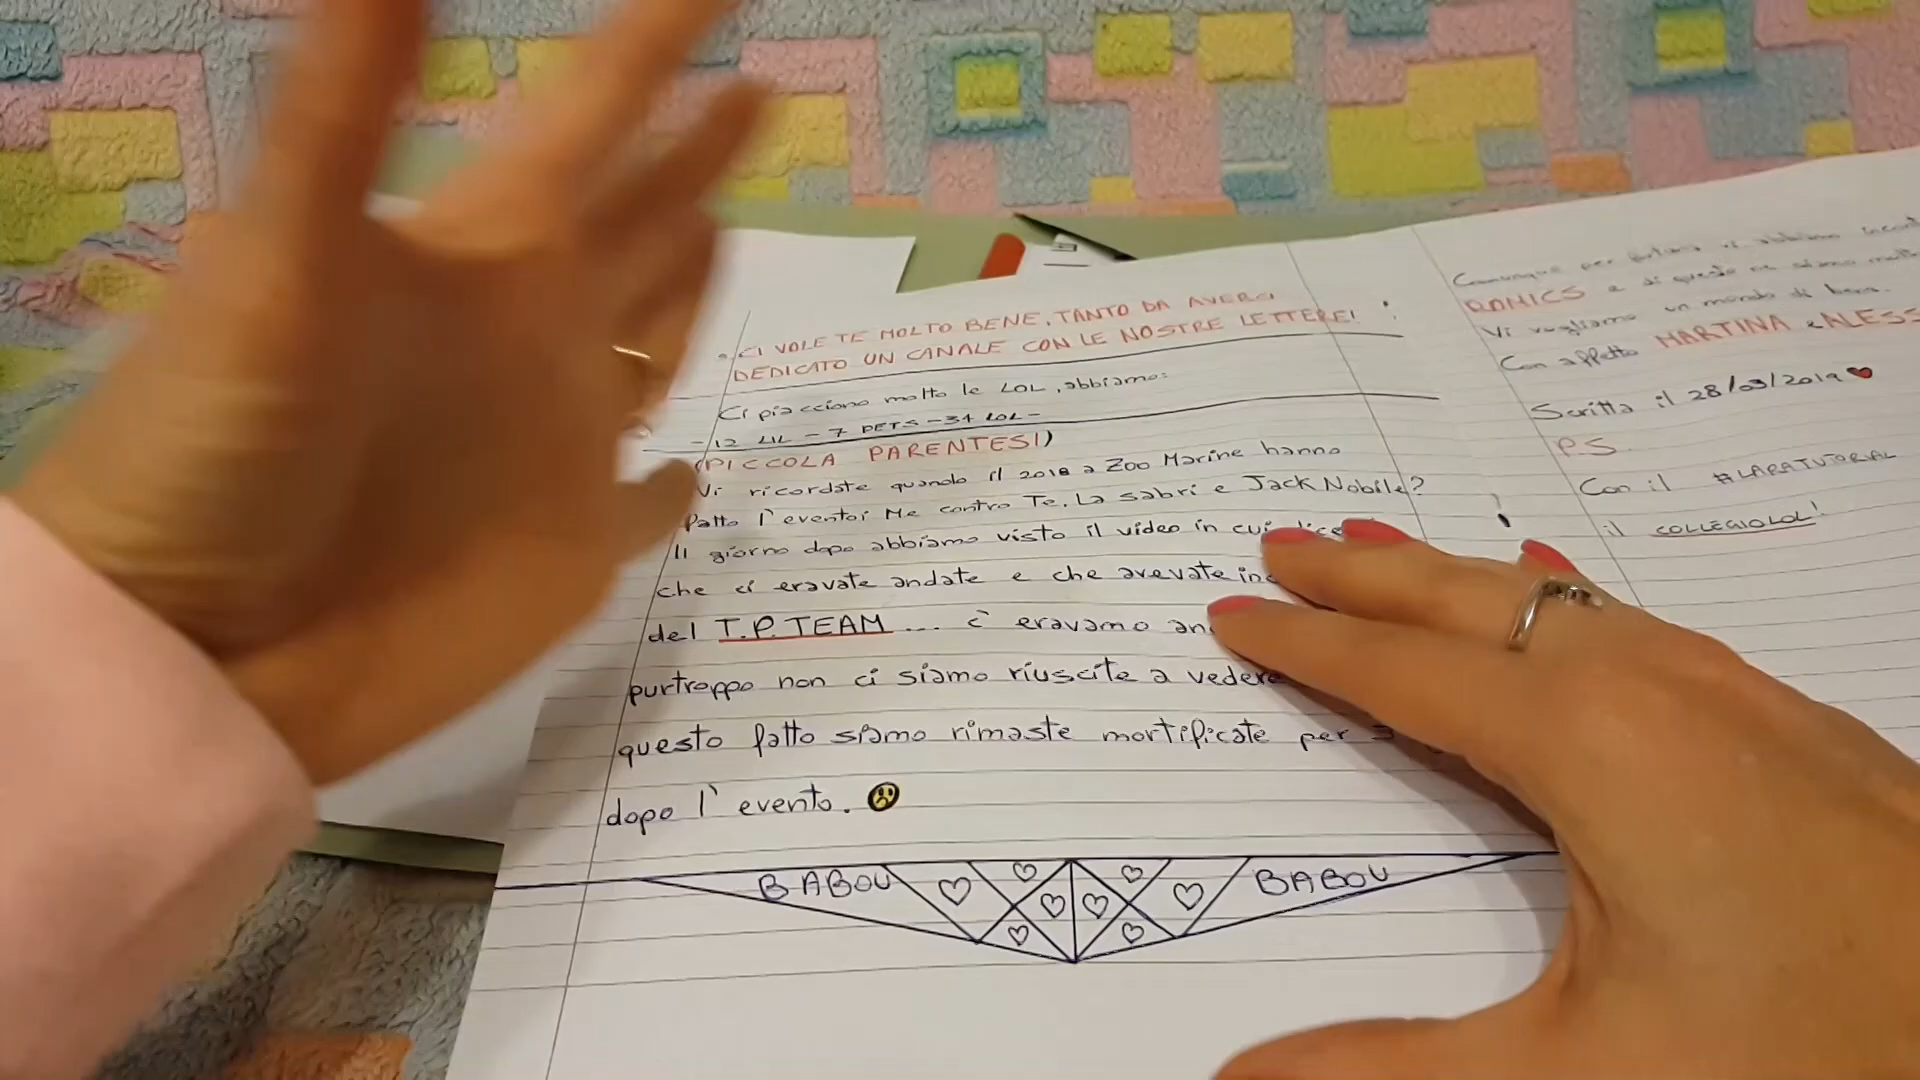 CI VOLETE MOLTO BENE, TANTO DA AVERCI
DEDICATO UN CANALE CON LE NOSTRE LETTERE!
Ci piacciono molto le LOL, abbiamo:
- 12 LIL - 7 PETS - 34 LOL -
(PICCOLA PARENTESI)
Vi ricordate quando il 2018 a Zoo Marine hanno
fatto l'evento: Me contro Te, La sabri e Jack Nobile?
Il giorno dopo abbiamo visto il video in cui
che ci eravate andate e che avevate
del T.P.TEAM... c'eravamo
purtroppo non ci siamo riuscite a vedere
questo fatto siamo rimaste mortificate per 3
dopo l'evento.
BABOU BABOU
Comunque per fortuna vi abbiamo
ROMICS e di questo ne siamo
Vi vogliamo un mondo di bene.
Con affetto MARTINA e ALESS
Scritta il 28/03/2019
P.S.
Con il #LARATUTORIAL
il COLLEGIOLOL!